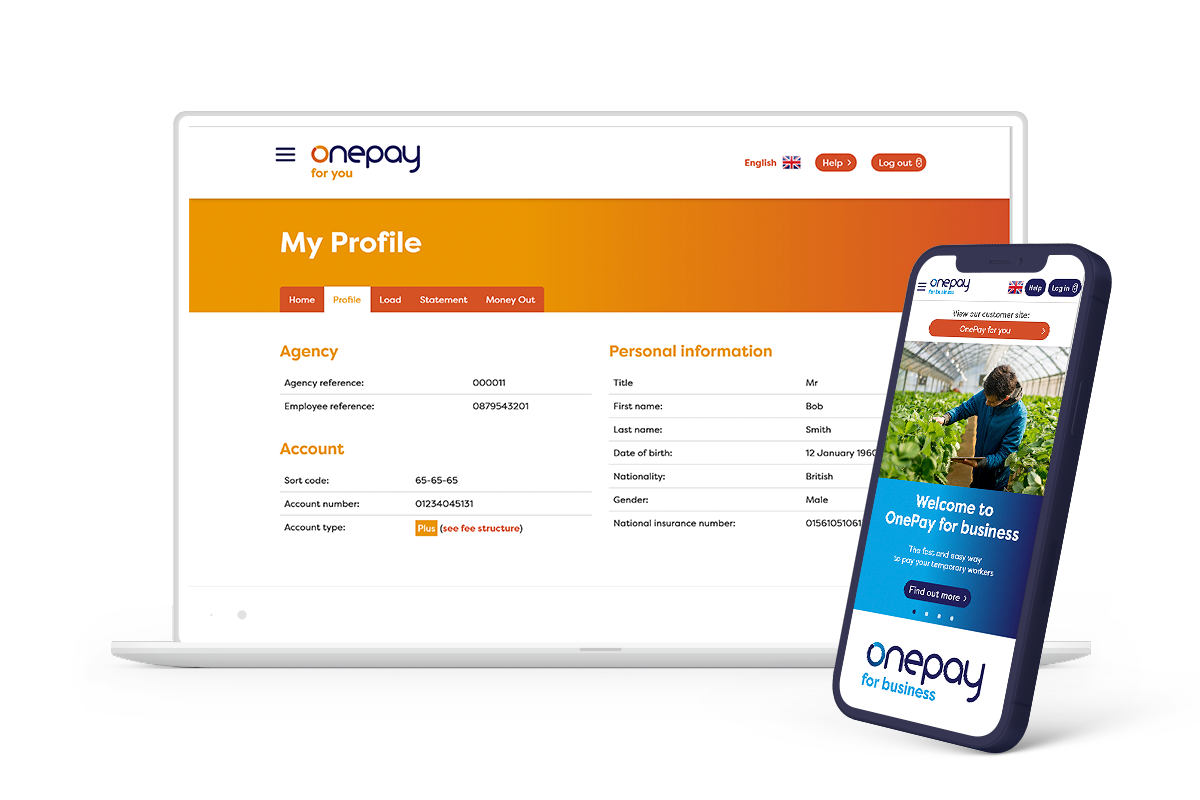 onepay
for you
English
Help
Log out
My Profile
Home Profile Load Statement Money Out
Agency
Agency reference: 000011
Employee reference: 0879543201
Account
Sort code: 65-65-65
Account number: 01234045131
Account type: Plus (see fee structure)
Personal information
Title Mr
First name: Bob
Last name: Smith
Date of birth: 12 January 1960
Nationality: British
Gender: Male
National insurance number: 01561051061
onepay
for business
Help
Log in
View our customer site:
OnePay for you
Welcome to
OnePay for business
The fast and easy way
to pay your temporary workers
Find out more
onepay
for business